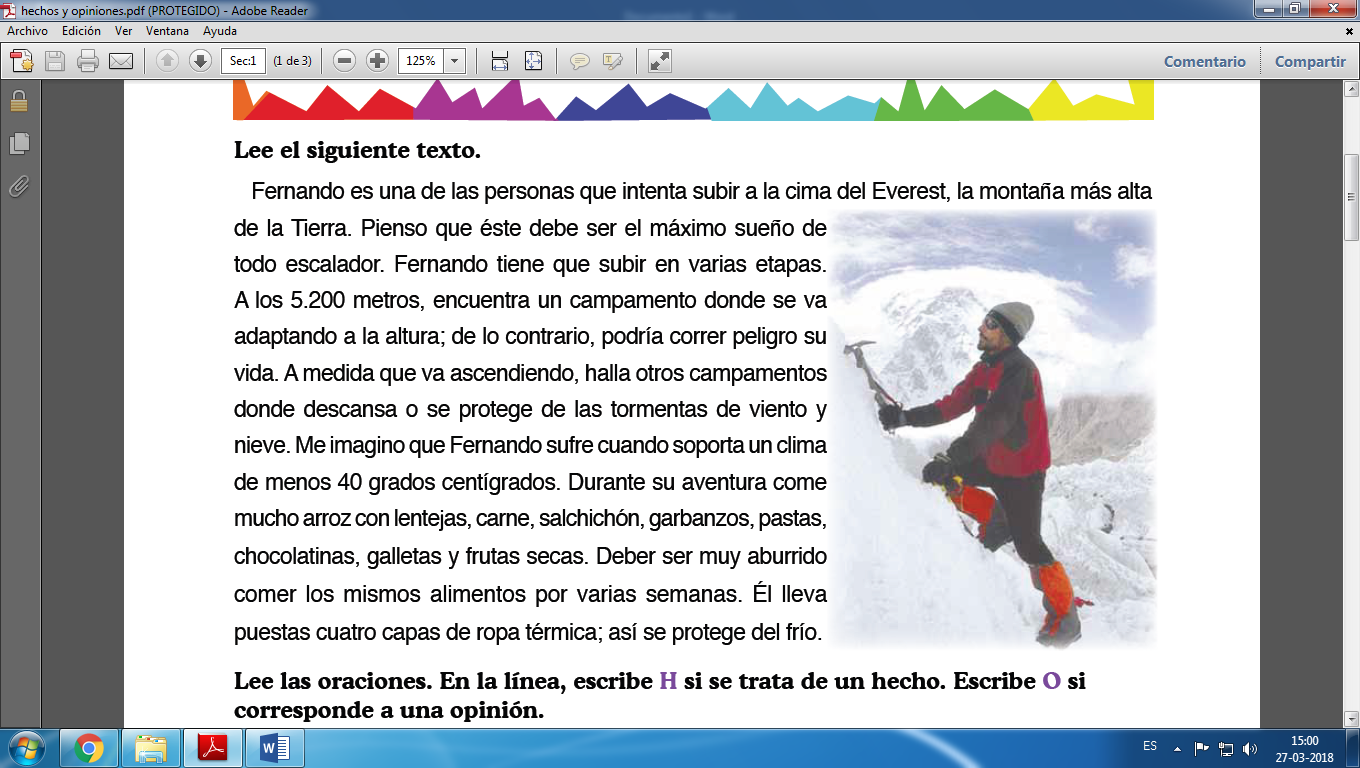 hechos y opiniones.pdf (PROTEGIDO) - Adobe Reader
Archivo Edición Ver Ventana Ayuda
Sec:1 (1 de 3) 125% Comentario Compartir
Lee el siguiente texto.
Fernando es una de las personas que intenta subir a la cima del Everest, la montaña más alta
de la Tierra. Pienso que éste debe ser el máximo sueño de
todo escalador. Fernando tiene que subir en varias etapas.
A los 5.200 metros, encuentra un campamento donde se va
adaptando a la altura; de lo contrario, podría correr peligro su
vida. A medida que va ascendiendo, halla otros campamentos
donde descansa o se protege de las tormentas de viento y
nieve. Me imagino que Fernando sufre cuando soporta un clima
de menos 40 grados centígrados. Durante su aventura come
mucho arroz con lentejas, carne, salchichón, garbanzos, pastas,
chocolatinas, galletas y frutas secas. Deber ser muy aburrido
comer los mismos alimentos por varias semanas. Él lleva
puestas cuatro capas de ropa térmica; así se protege del frío.
Lee las oraciones. En la línea, escribe H si se trata de un hecho. Escribe O si
corresponde a una opinión.
ES 15:00
27-03-2018